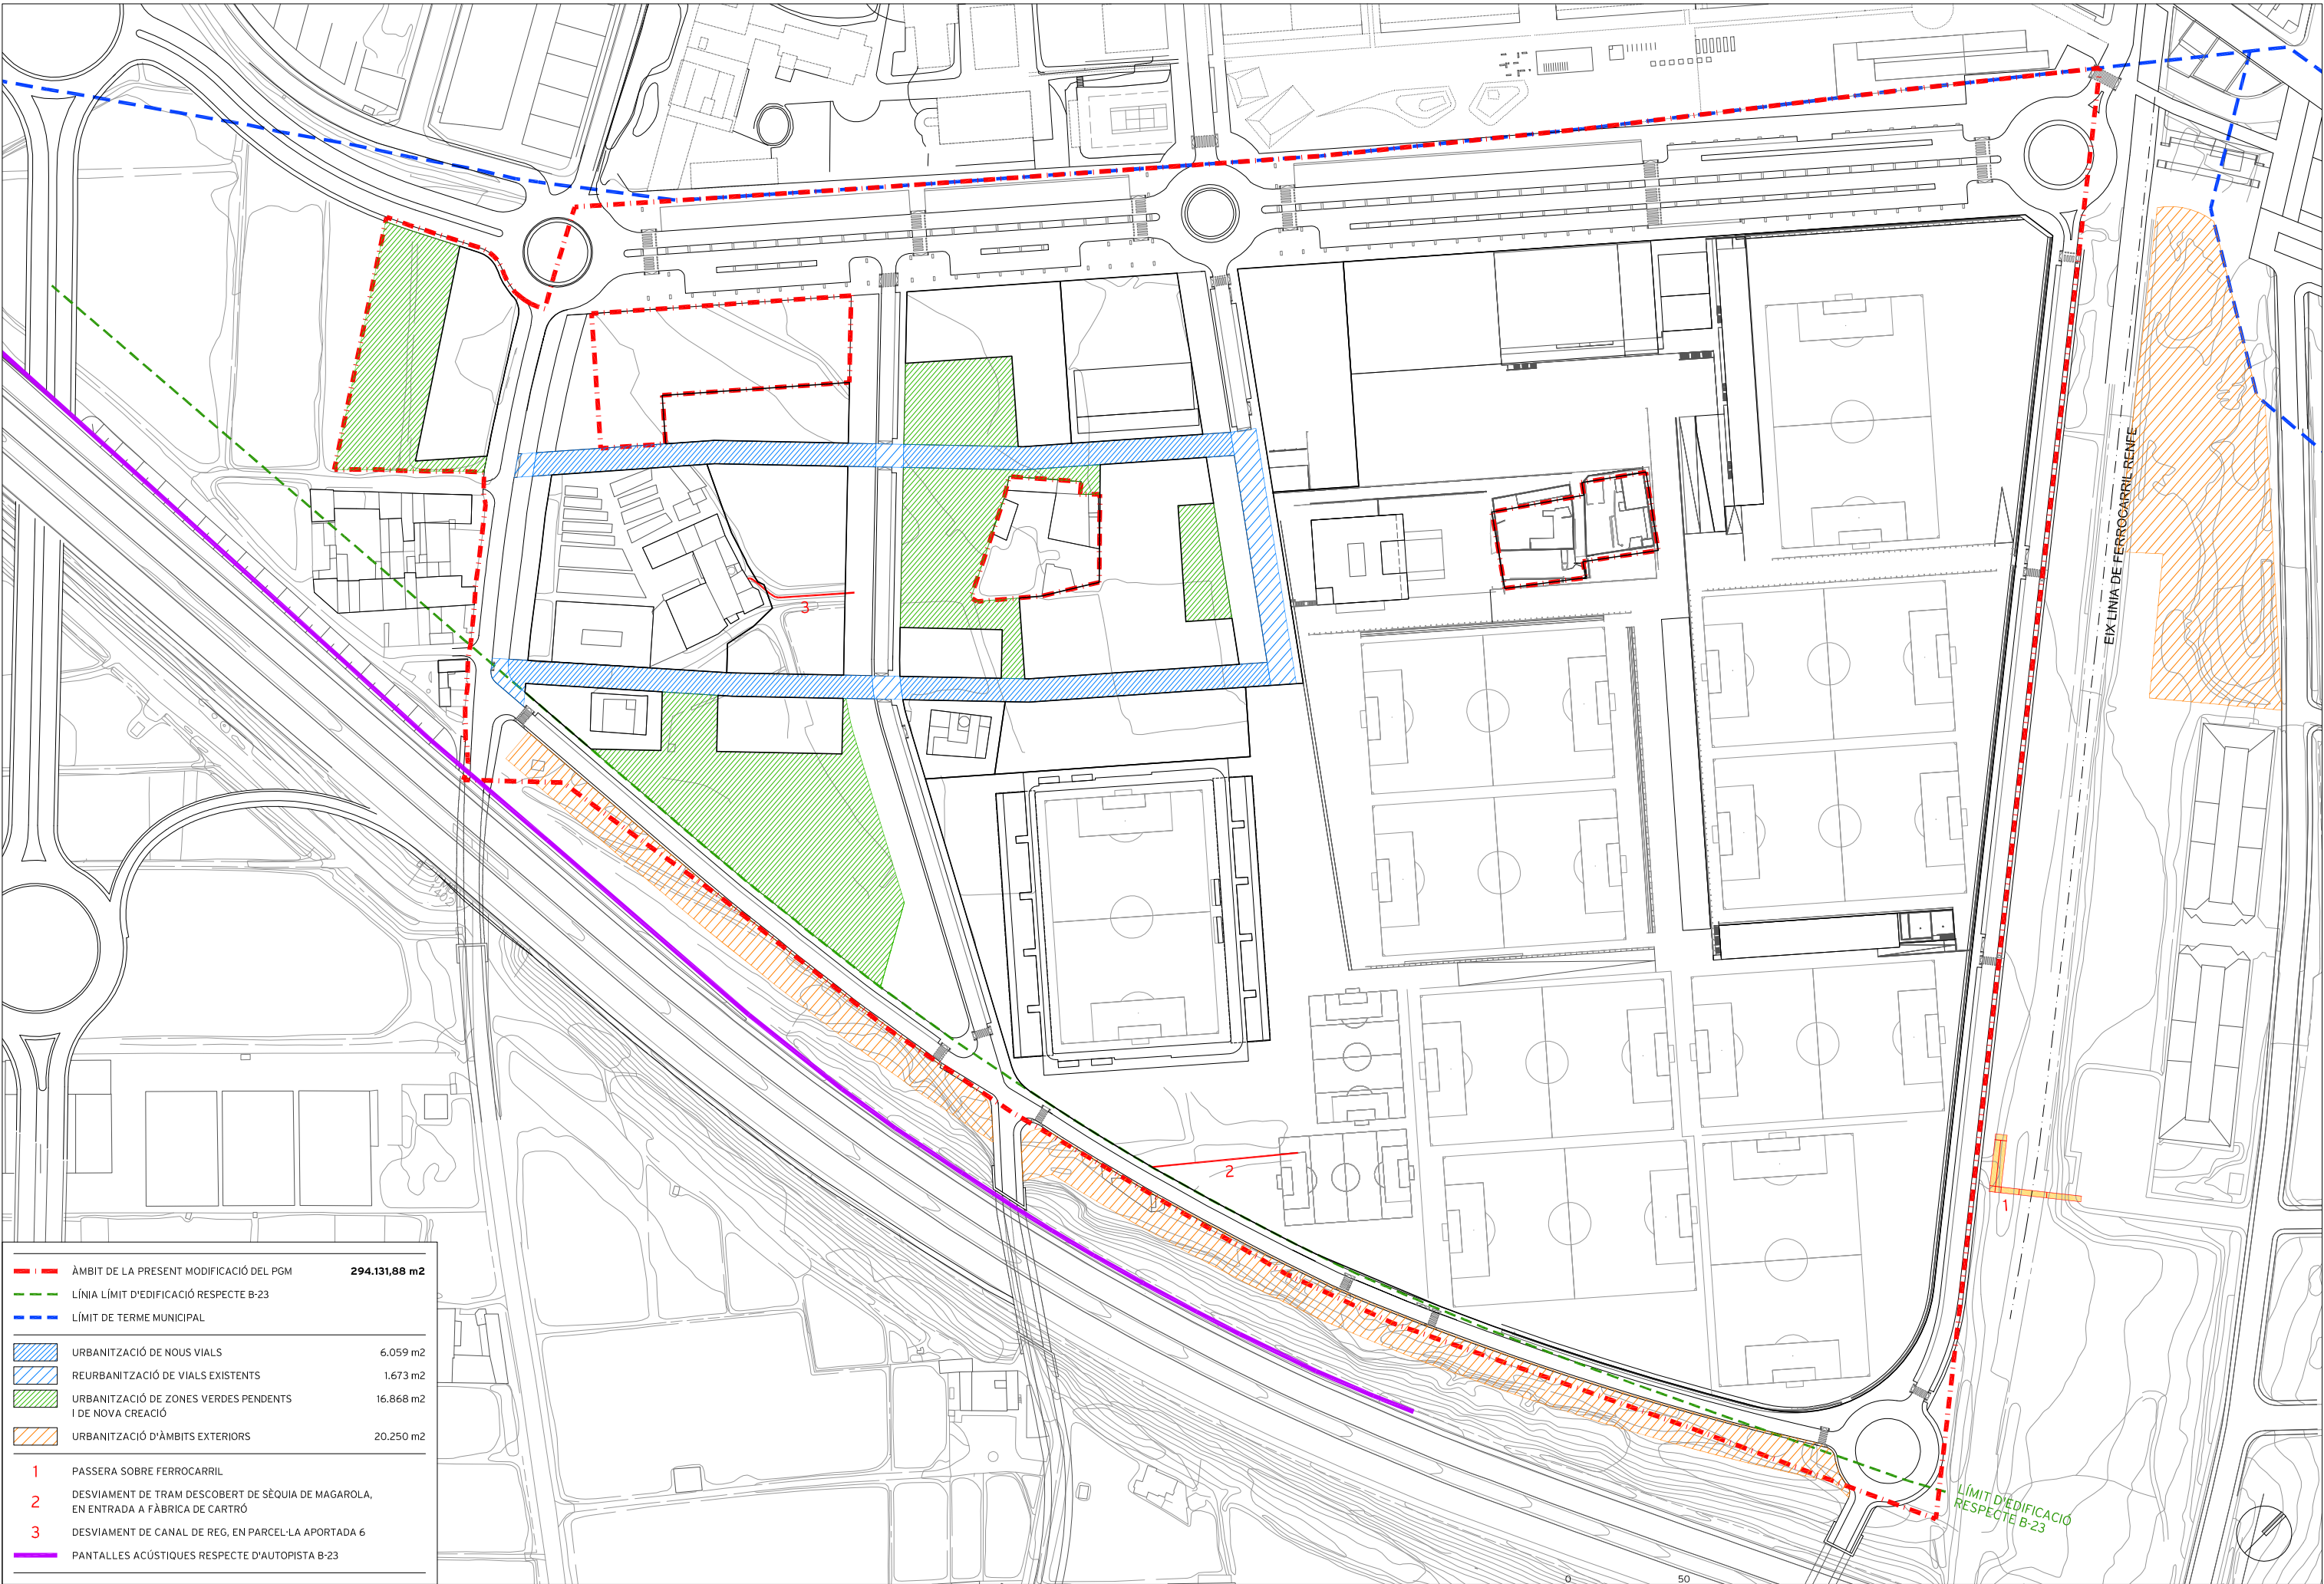 EIX LINIA DE FERROCARRIL- RENFE
3
2
1
ÀMBIT DE LA PRESENT MODIFICACIÓ DEL PGM 294.131,88 m2
LÍNIA LÍMIT D'EDIFICACIÓ RESPECTE B-23
LÍMIT DE TERME MUNICIPAL
URBANITZACIÓ DE NOUS VIALS 6.059 m2
REURBANITZACIÓ DE VIALS EXISTENTS 1.673 m2
URBANITZACIÓ DE ZONES VERDES PENDENTS 16.868 m2
I DE NOVA CREACIÓ
URBANITZACIÓ D'ÀMBITS EXTERIORS 20.250 m2
1 PASSERA SOBRE FERROCARRIL
2 DESVIAMENT DE TRAM DESCOBERT DE SÈQUIA DE MAGAROLA,
EN ENTRADA A FÀBRICA DE CARTRÓ
3 DESVIAMENT DE CANAL DE REG, EN PARCEL·LA APORTADA 6
PANTALLES ACÚSTIQUES RESPECTE D'AUTOPISTA B-23
LÍMIT D'EDIFICACIÓ
RESPECTE B-23
0 50